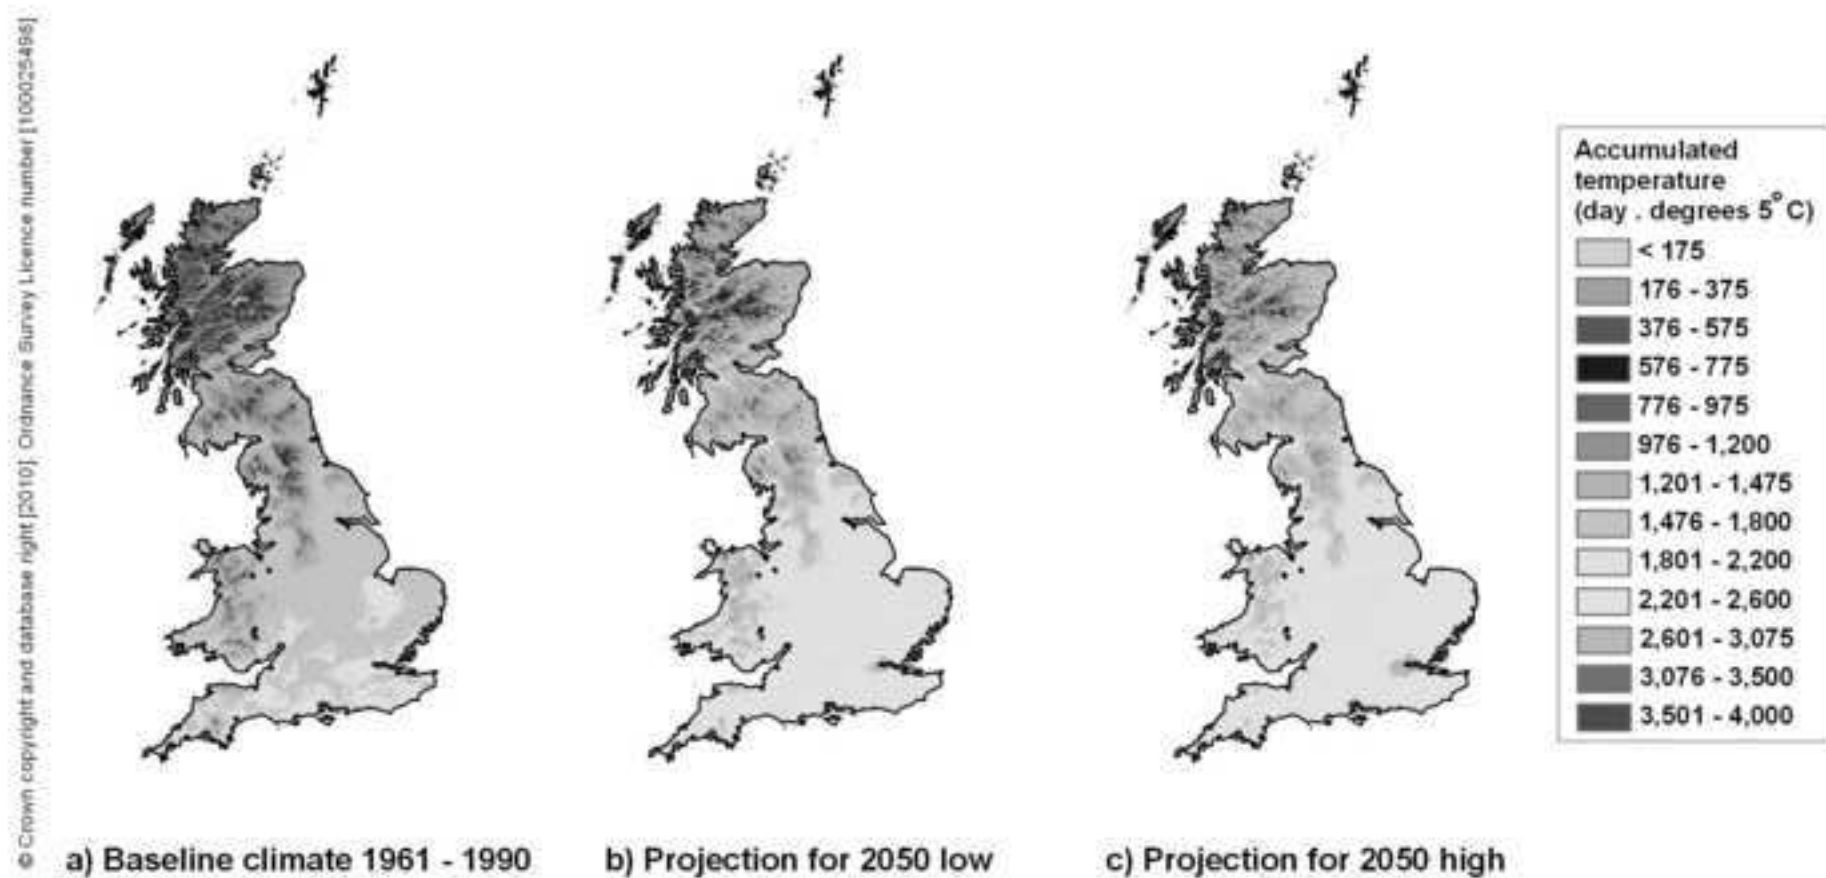 © Crown copyright and database right [2010]. Ordnance Survey Licence number [100025498].
Accumulated
temperature
(day . degrees 5°C)
< 175
176 - 375
376 - 575
576 - 775
776 - 975
976 - 1,200
1,201 - 1,475
1,476 - 1,800
1,801 - 2,200
2,201 - 2,600
2,601 - 3,075
3,076 - 3,500
3,501 - 4,000
a) Baseline climate 1961 - 1990
b) Projection for 2050 low
c) Projection for 2050 high